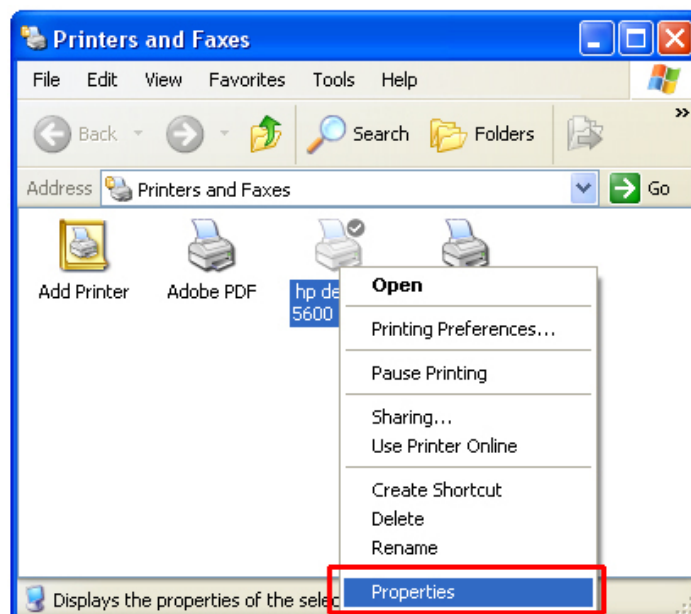 Printers and Faxes
File Edit View Favorites Tools Help
Back Search Folders »
Address Printers and Faxes Go
Add Printer
Adobe PDF
hp de
5600
Open
Printing Preferences...
Pause Printing
Sharing...
Use Printer Online
Create Shortcut
Delete
Rename
Properties
Displays the properties of the selec